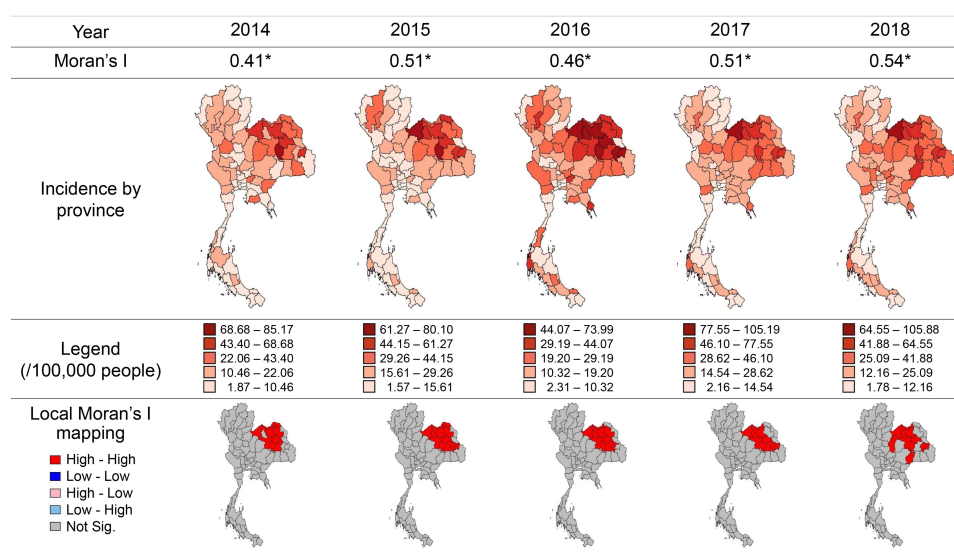 Year 2014 2015 2016 2017 2018
Moran's I 0.41* 0.51* 0.46* 0.51* 0.54*
Incidence by
province
Legend
(/100,000 people)
68.68 – 85.17
43.40 – 68.68
22.06 – 43.40
10.46 – 22.06
1.87 – 10.46
61.27 – 80.10
44.15 – 61.27
29.26 – 44.15
15.61 – 29.26
1.57 – 15.61
44.07 – 73.99
29.19 – 44.07
19.20 – 29.19
10.32 – 19.20
2.31 – 10.32
77.55 – 105.19
46.10 – 77.55
28.62 – 46.10
14.54 – 28.62
2.16 – 14.54
64.55 – 105.88
41.88 – 64.55
25.09 – 41.88
12.16 – 25.09
1.78 – 12.16
Local Moran's I
mapping
High - High
Low - Low
High - Low
Low - High
Not Sig.